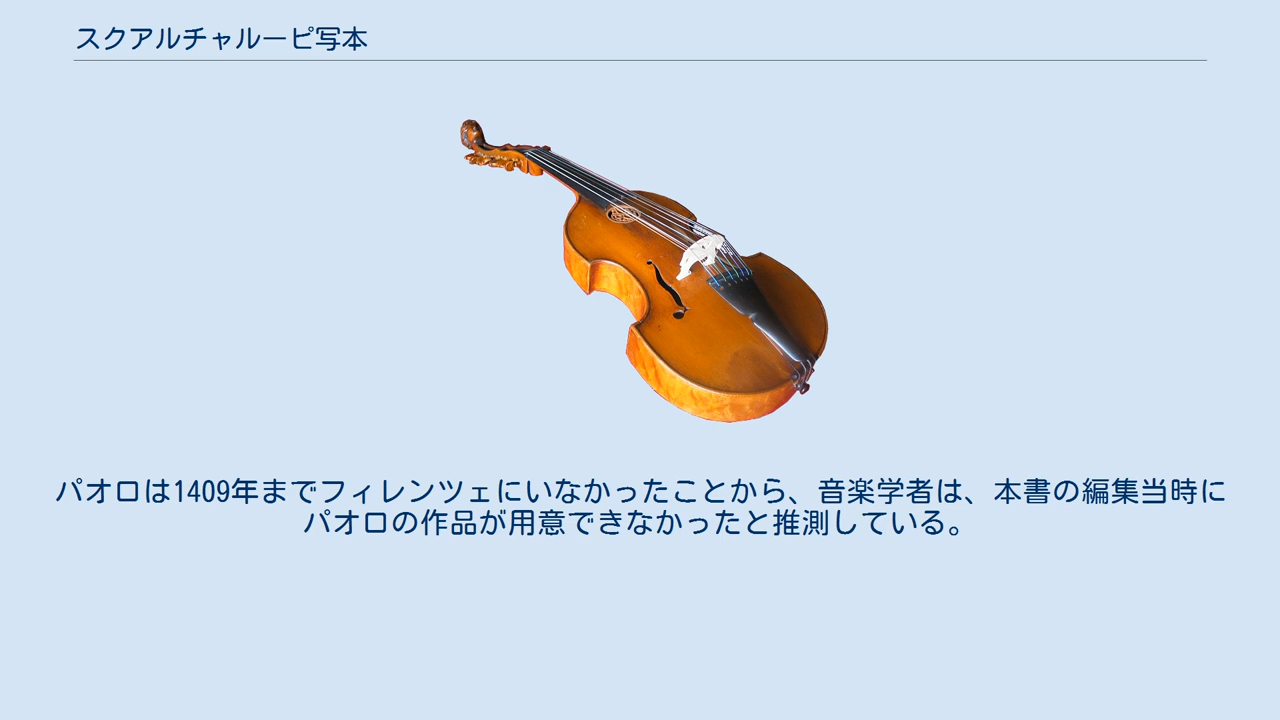 スクアルチャルーピ写本
パオロは1409年までフィレンツェにいなかったことから、音楽学者は、本書の編集当時に
パオロの作品が用意できなかったと推測している。